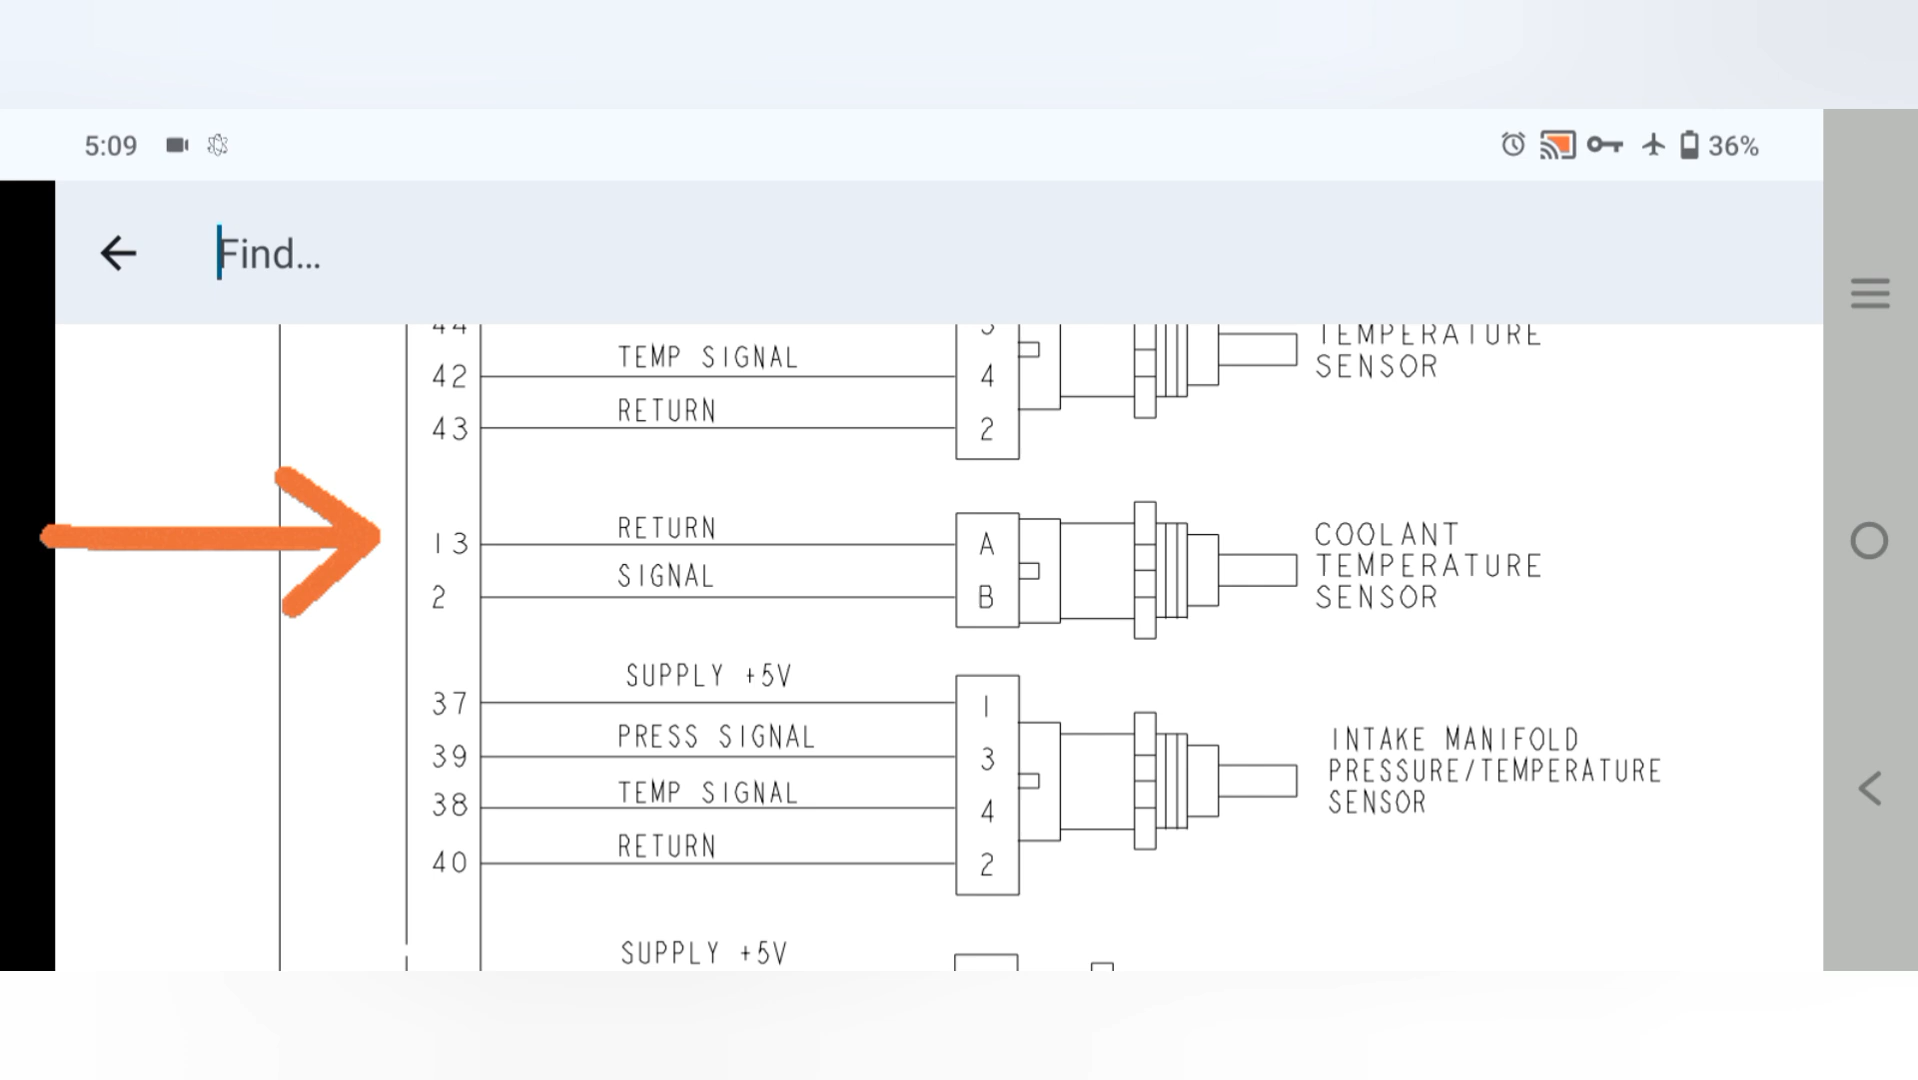 5:09 36%
Find...
44 3 TEMPERATURE
TEMP SIGNAL
42 4 SENSOR
RETURN
43 2
RETURN
13 A COOLANT
SIGNAL TEMPERATURE
2 B SENSOR
SUPPLY +5V
37 1
PRESS SIGNAL INTAKE MANIFOLD
39 3 PRESSURE/TEMPERATURE
TEMP SIGNAL SENSOR
38 4
RETURN
40 2
SUPPLY +5V